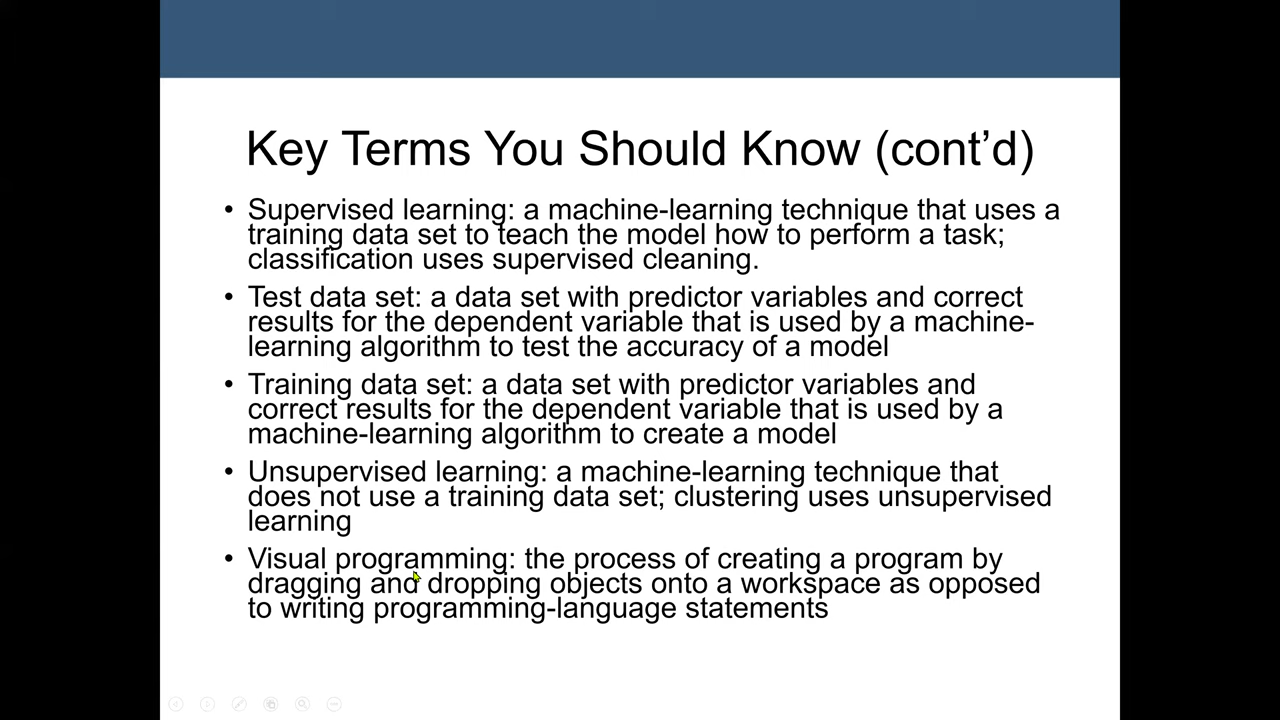 Key Terms You Should Know (cont’d)
• Supervised learning: a machine-learning technique that uses a
training data set to teach the model how to perform a task;
classification uses supervised cleaning.
• Test data set: a data set with predictor variables and correct
results for the dependent variable that is used by a machine-
learning algorithm to test the accuracy of a model
• Training data set: a data set with predictor variables and
correct results for the dependent variable that is used by a
machine-learning algorithm to create a model
• Unsupervised learning: a machine-learning technique that
does not use a training data set; clustering uses unsupervised
learning
• Visual programming: the process of creating a program by
dragging and dropping objects onto a workspace as opposed
to writing programming-language statements